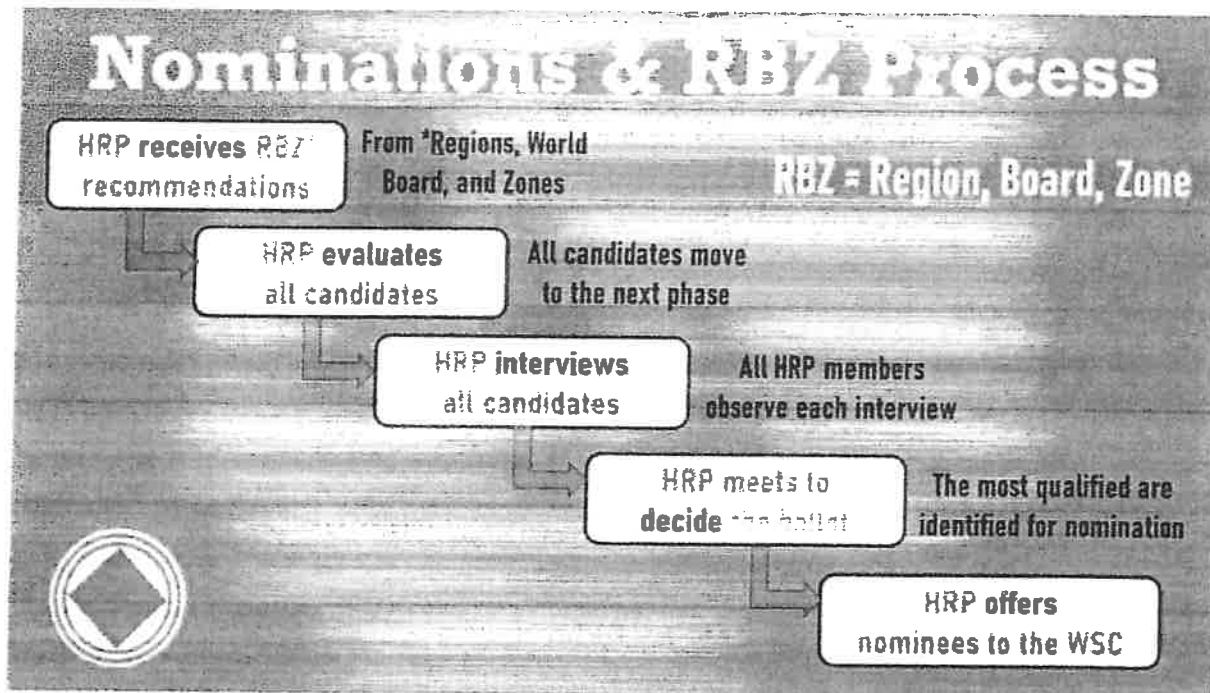 Nominations & RBZ Process
HRP receives RBZ*
recommendations
From *Regions, World
Board, and Zones
RBZ = Region, Board, Zone
HRP evaluates
all candidates
All candidates move
to the next phase
HRP interviews
all candidates
All HRP members
observe each interview
HRP meets to
decide the ballot
The most qualified are
identified for nomination
HRP offers
nominees to the WSC